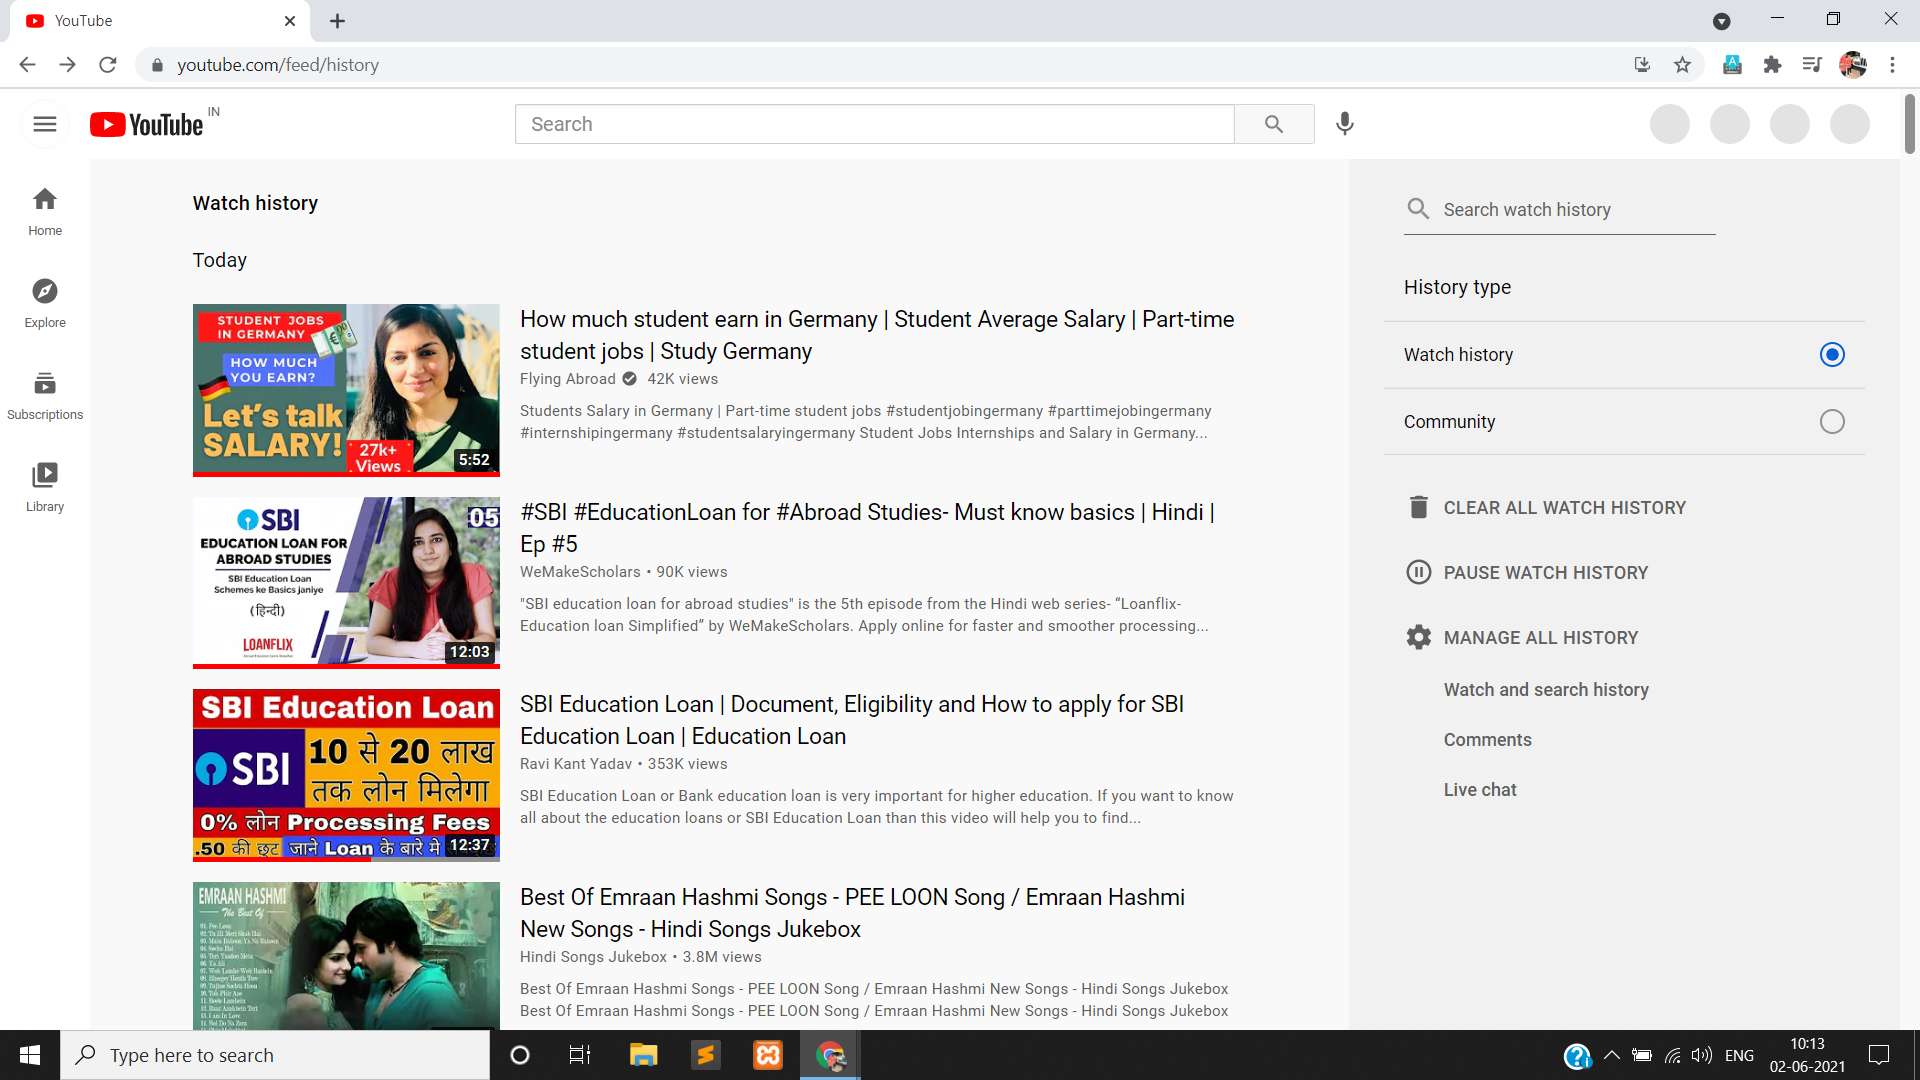 YouTube
youtube.com/feed/history
YouTube IN
Search
Home
Explore
Subscriptions
Library
Watch history
Today
STUDENT JOBS
IN GERMANY
HOW MUCH
YOU EARN?
Let's talk
SALARY!
27k+
Views
5:52
How much student earn in Germany | Student Average Salary | Part-time
student jobs | Study Germany
Flying Abroad 42K views
Students Salary in Germany | Part-time student jobs #studentjobingermany #parttimejobingermany
#internshipingermany #studentsalaryingermany Student Jobs Internships and Salary in Germany...
SBI
05
EDUCATION LOAN FOR
ABROAD STUDIES
SBI Education Loan
Schemes ke Basics janiye
(हिन्दी)
LOANFLIX
12:03
#SBI #EducationLoan for #Abroad Studies- Must know basics | Hindi |
Ep #5
WeMakeScholars • 90K views
"SBI education loan for abroad studies" is the 5th episode from the Hindi web series- “Loanflix-
Education loan Simplified” by WeMakeScholars. Apply online for faster and smoother processing...
SBI Education Loan
SBI
10 से 20 लाख
तक लोन मिलेगा
0% लोन Processing Fees
.50 की छूट जाने Loan के बारे मे
12:37
SBI Education Loan | Document, Eligibility and How to apply for SBI
Education Loan | Education Loan
Ravi Kant Yadav • 353K views
SBI Education Loan or Bank education loan is very important for higher education. If you want to know
all about the education loans or SBI Education Loan than this video will help you to find...
EMRAAN HASHMI
The Best Of
Best Of Emraan Hashmi Songs - PEE LOON Song / Emraan Hashmi
New Songs - Hindi Songs Jukebox
Hindi Songs Jukebox • 3.8M views
Best Of Emraan Hashmi Songs - PEE LOON Song / Emraan Hashmi New Songs - Hindi Songs Jukebox
Best Of Emraan Hashmi Songs - PEE LOON Song / Emraan Hashmi New Songs - Hindi Songs Jukebox
Search watch history
History type
Watch history
Community
CLEAR ALL WATCH HISTORY
PAUSE WATCH HISTORY
MANAGE ALL HISTORY
Watch and search history
Comments
Live chat
Type here to search
ENG
10:13
02-06-2021